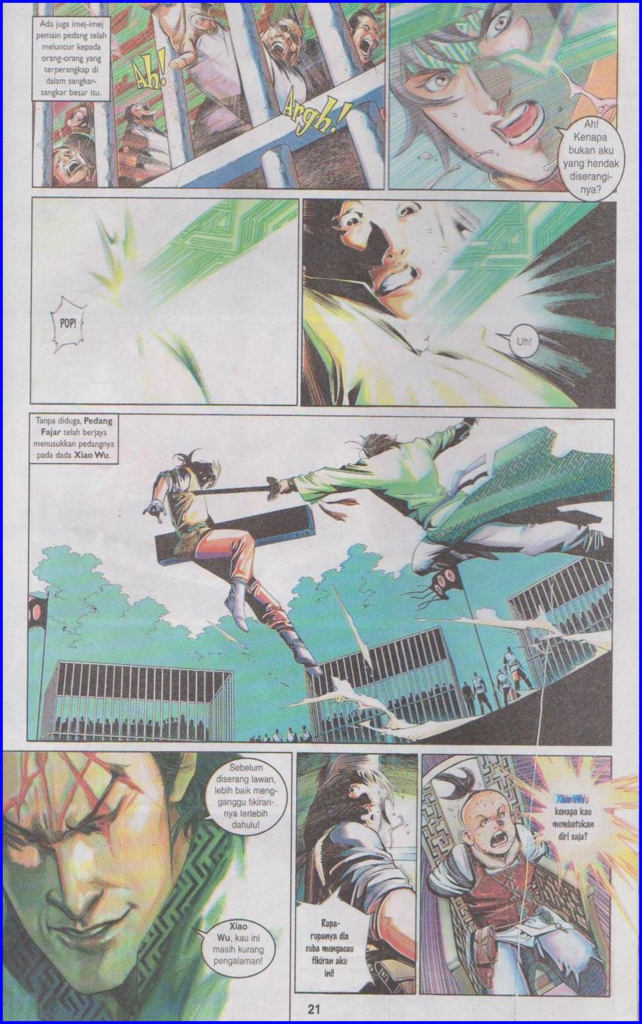 Ada juga imej-imej
pemain pedang telah
meluncur kepada
orang-orang yang
terperangkap di
dalam sangkar-
sangkar besar itu.
Ah!
Argh!
Ah!
Kenapa
bukan aku
yang hendak
diserangi-
nya?
POP!
Uh!
Tanpa diduga, Pedang
Fajar telah berjaya
menusukkan pedangnya
pada dada Xiao Wu.
Sebelum
diserang lawan,
lebih baik meng-
ganggu fikiran-
nya terlebih
dahulu!
Xiao
Wu, kau ini
masih kurang
pengalaman!
Rupa-
rupanya dia
cuba mengacau
fikiran aku
ini!
Xiao Wu,
kenapa kau
membatukan
diri saja?
21